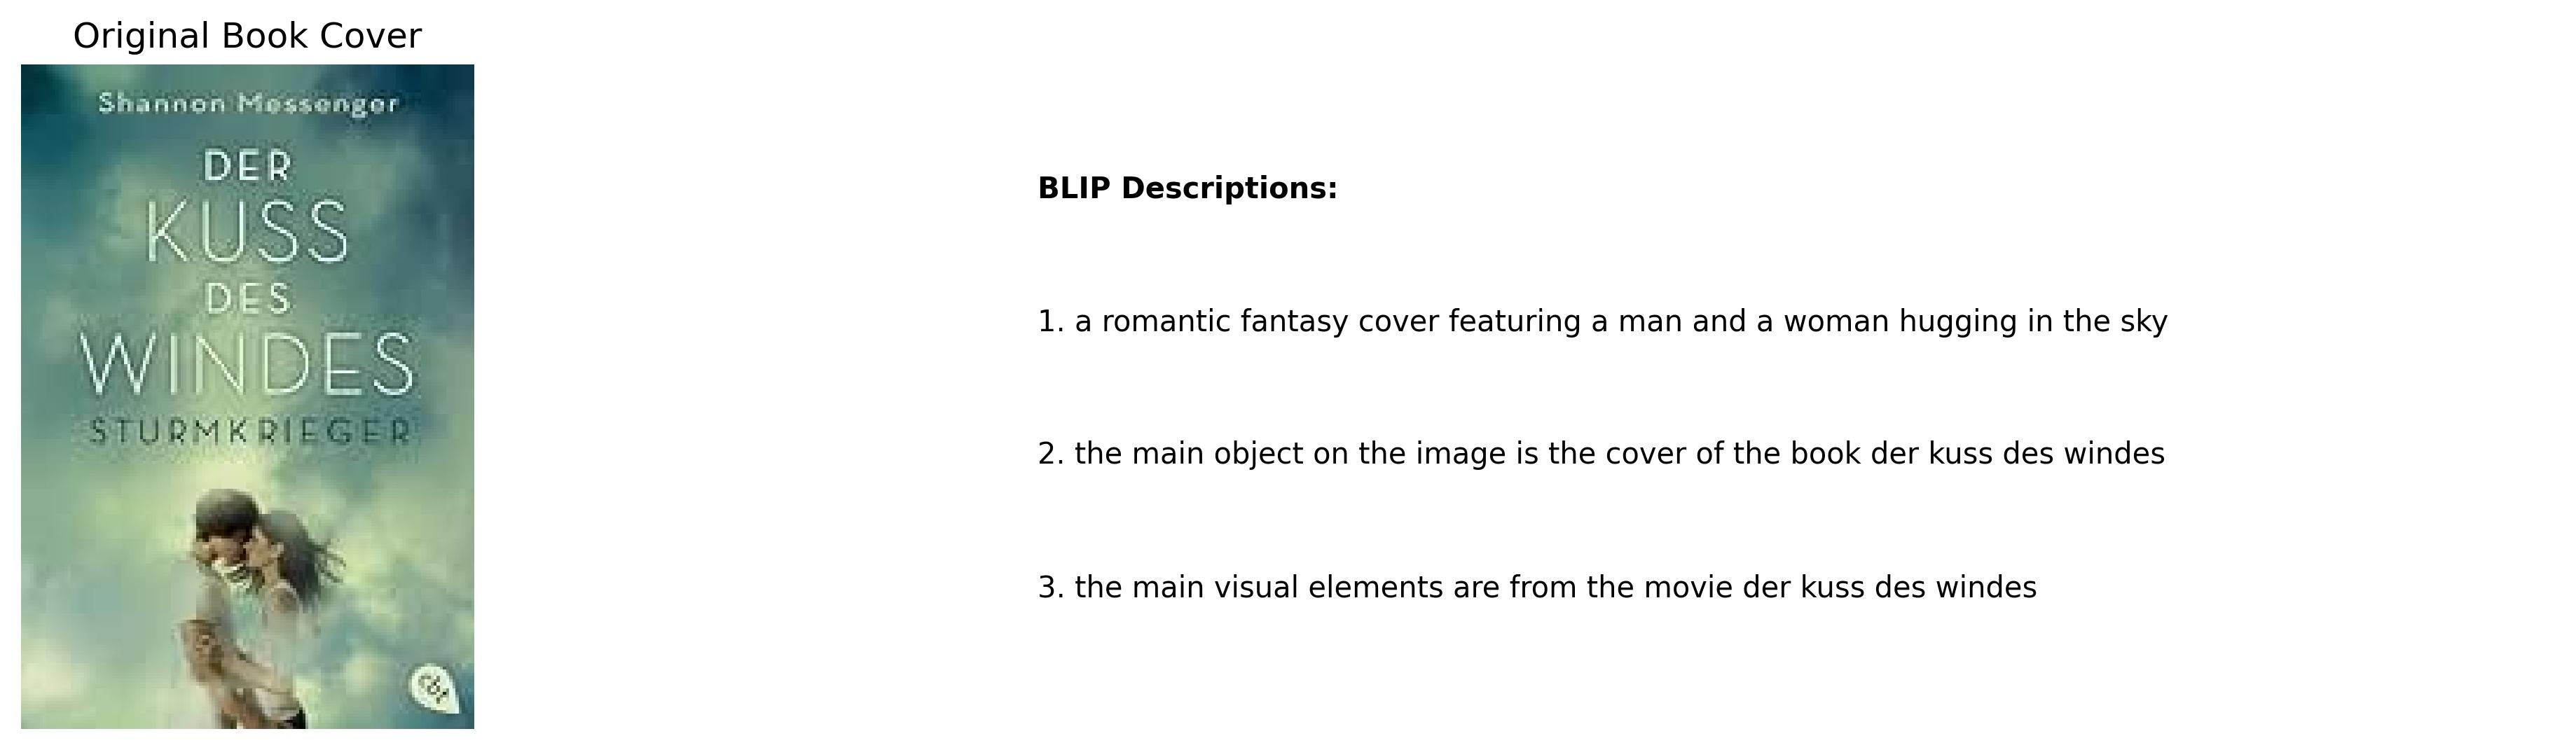 Original Book Cover
Shannon Messenger
DER
KUSS
DES
WINDES
STURMKRIEGER
cbt
BLIP Descriptions:
1. a romantic fantasy cover featuring a man and a woman hugging in the sky
2. the main object on the image is the cover of the book der kuss des windes
3. the main visual elements are from the movie der kuss des windes